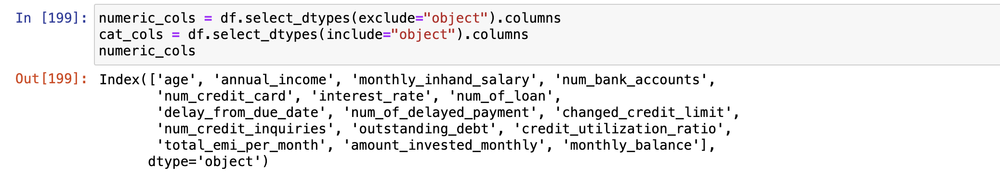 In [199]: numeric_cols = df.select_dtypes(exclude="object").columns
cat_cols = df.select_dtypes(include="object").columns
numeric_cols
Out[199]: Index(['age', 'annual_income', 'monthly_inhand_salary', 'num_bank_accounts',
'num_credit_card', 'interest_rate', 'num_of_loan',
'delay_from_due_date', 'num_of_delayed_payment', 'changed_credit_limit',
'num_credit_inquiries', 'outstanding_debt', 'credit_utilization_ratio',
'total_emi_per_month', 'amount_invested_monthly', 'monthly_balance'],
dtype='object')